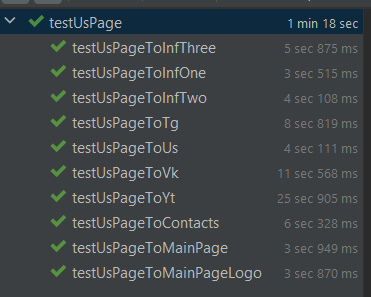 testUsPage 1 min 18 sec
testUsPageToInfThree 5 sec 875 ms
testUsPageToInfOne 3 sec 515 ms
testUsPageToInfTwo 4 sec 108 ms
testUsPageToTg 8 sec 819 ms
testUsPageToUs 4 sec 111 ms
testUsPageToVk 11 sec 568 ms
testUsPageToYt 25 sec 905 ms
testUsPageToContacts 6 sec 328 ms
testUsPageToMainPage 3 sec 949 ms
testUsPageToMainPageLogo 3 sec 870 ms